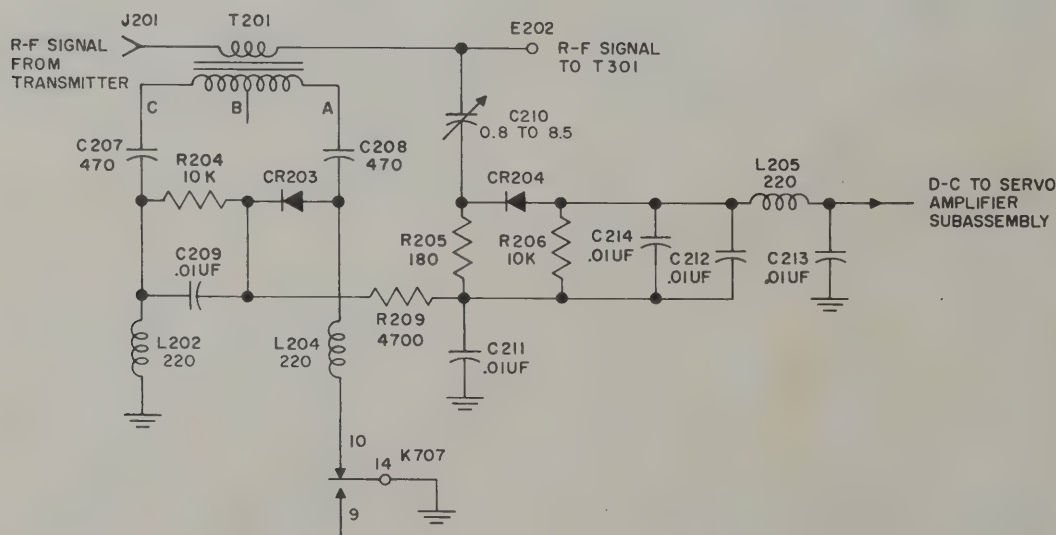 J201
T201
E202
R-F SIGNAL
FROM
TRANSMITTER
R-F SIGNAL
TO T301
C
B
A
C210
0.8 TO 8.5
C207
470
R204
10K
CR203
C208
470
CR204
L205
220
D-C TO SERVO
AMPLIFIER
SUBASSEMBLY
C209
.01UF
R205
180
R206
10K
C214
.01UF
C212
.01UF
C213
.01UF
R209
4700
L202
220
L204
220
C211
.01UF
10
14
K707
9